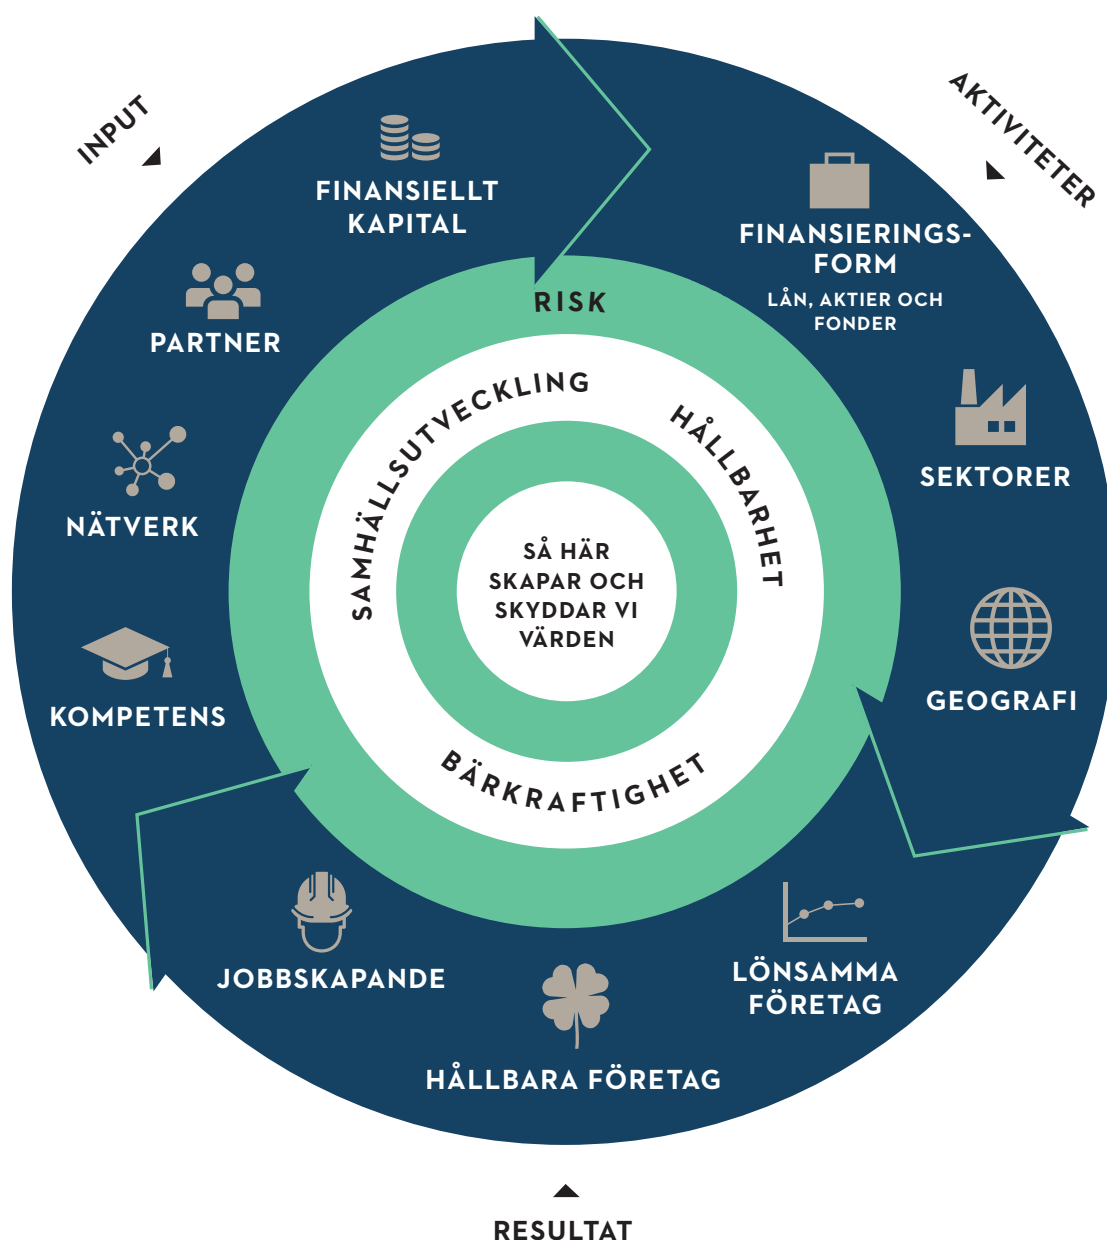 INPUT
AKTIVITETER
FINANSIELLT
KAPITAL
PARTNER
NÄTVERK
KOMPETENS
FINANSIERINGS-
FORM
LÅN, AKTIER OCH
FONDER
SEKTORER
GEOGRAFI
RISK
SAMHÄLLSUTVECKLING
HÅLLBARHET
BÄRKRAFTIGHET
SÅ HÄR
SKAPAR OCH
SKYDDAR VI
VÄRDEN
JOBBSKAPANDE
HÅLLBARA FÖRETAG
LÖNSAMMA
FÖRETAG
RESULTAT